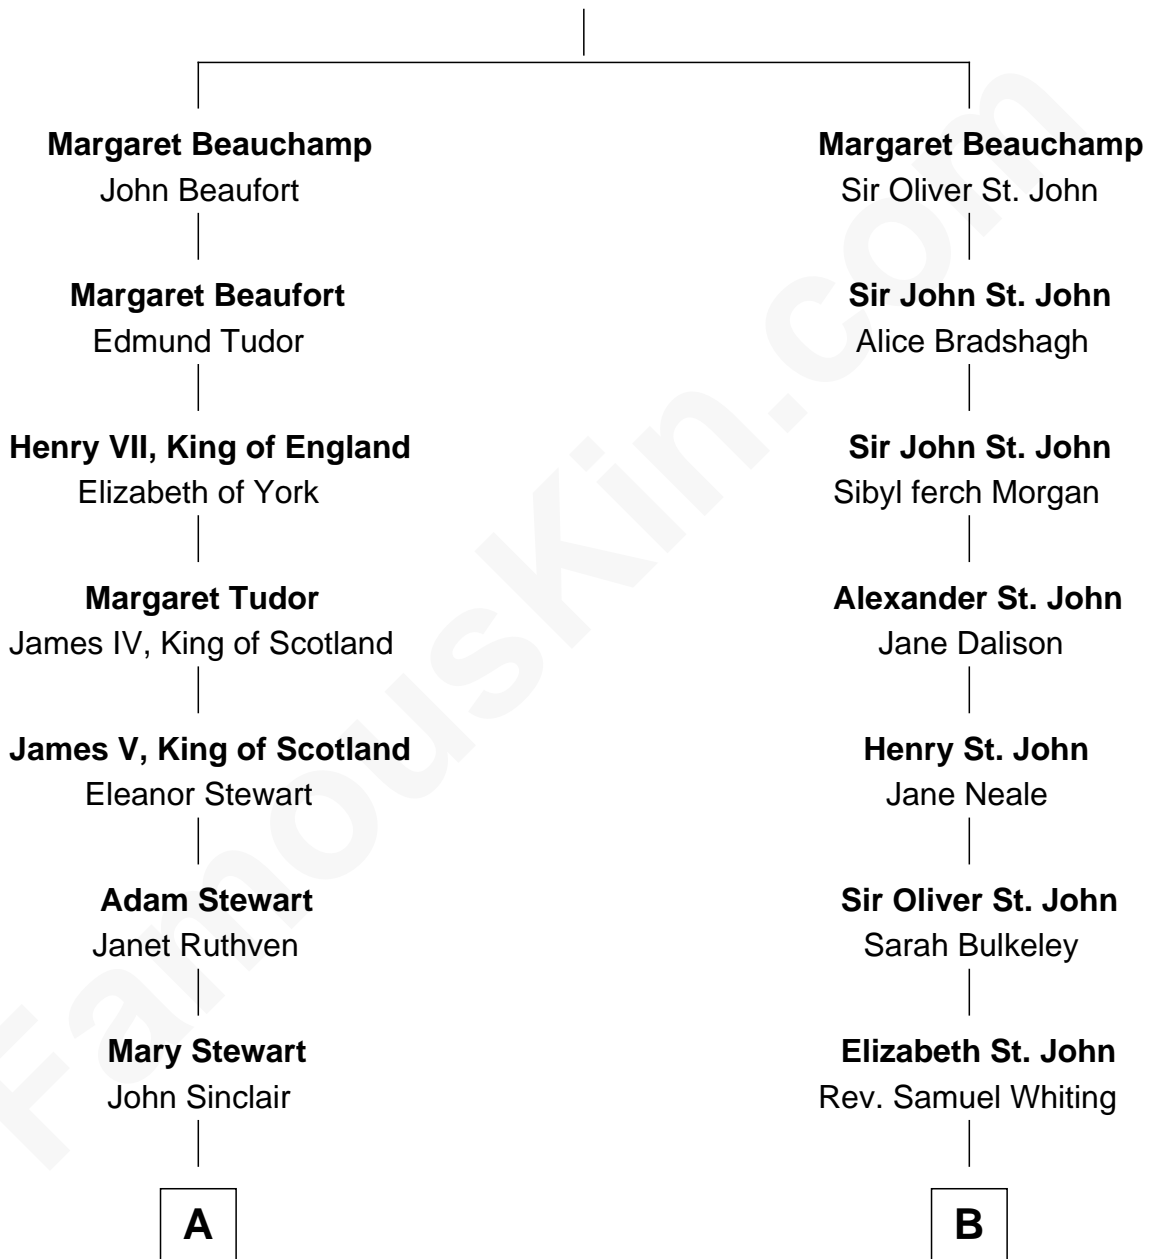 Margaret Beauchamp
John Beaufort
Margaret Beaufort
Edmund Tudor
Henry VII, King of England
Elizabeth of York
Margaret Tudor
James IV, King of Scotland
James V, King of Scotland
Eleanor Stewart
Adam Stewart
Janet Ruthven
Mary Stewart
John Sinclair
A
Margaret Beauchamp
Sir Oliver St. John
Sir John St. John
Alice Bradshagh
Sir John St. John
Sibyl ferch Morgan
Alexander St. John
Jane Dalison
Henry St. John
Jane Neale
Sir Oliver St. John
Sarah Bulkeley
Elizabeth St. John
Rev. Samuel Whiting
B
FamousKin.com